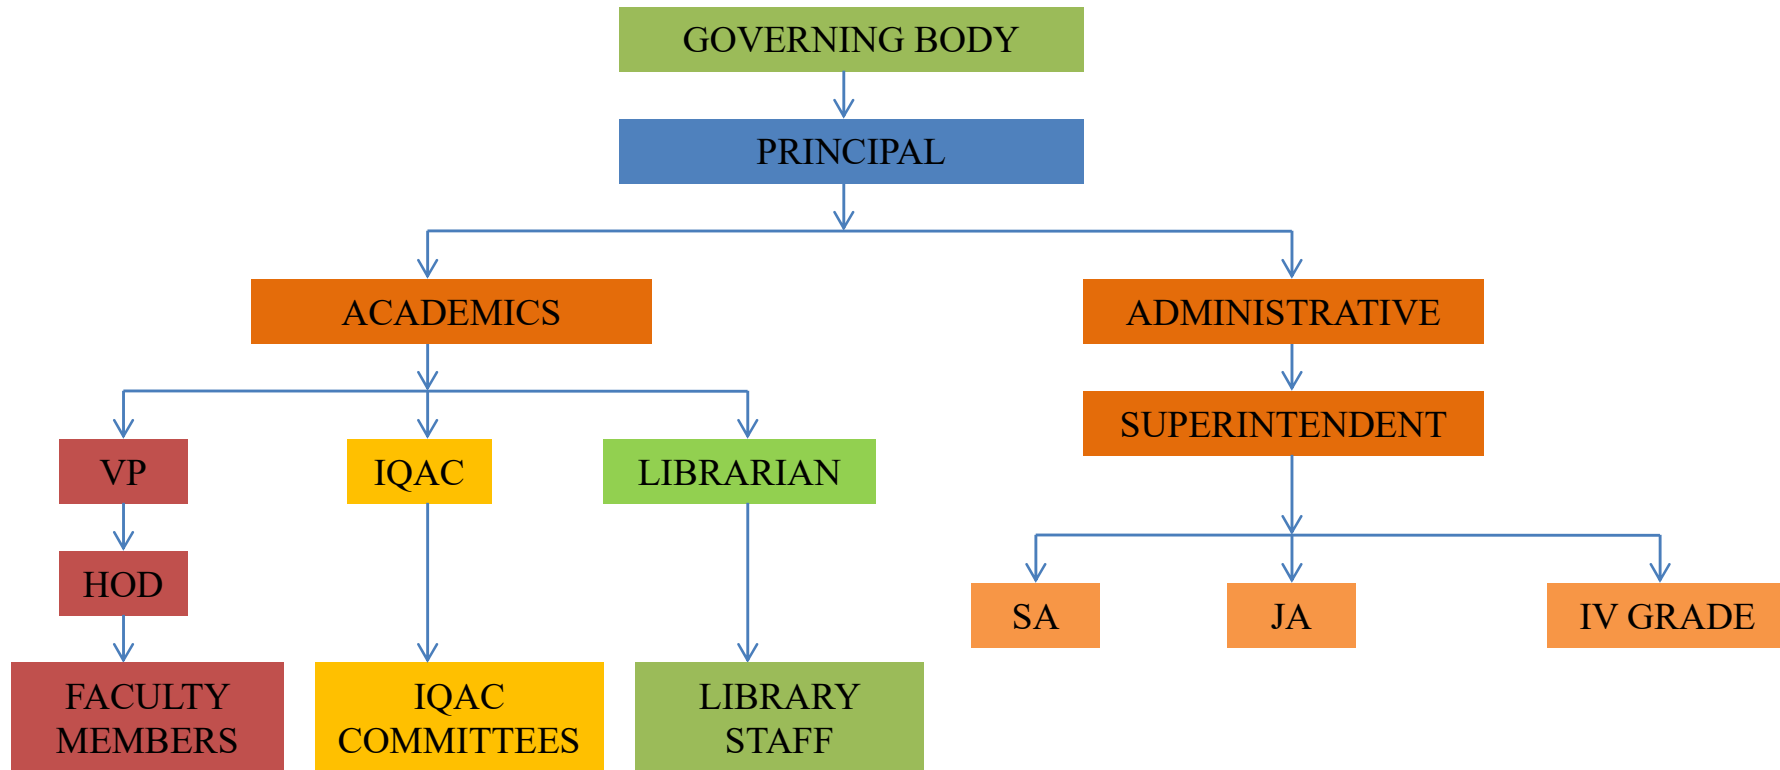 GOVERNING BODY
PRINCIPAL
ACADEMICS
ADMINISTRATIVE
SUPERINTENDENT
VP
IQAC
LIBRARIAN
HOD
SA
JA
IV GRADE
FACULTY
MEMBERS
IQAC
COMMITTEES
LIBRARY
STAFF